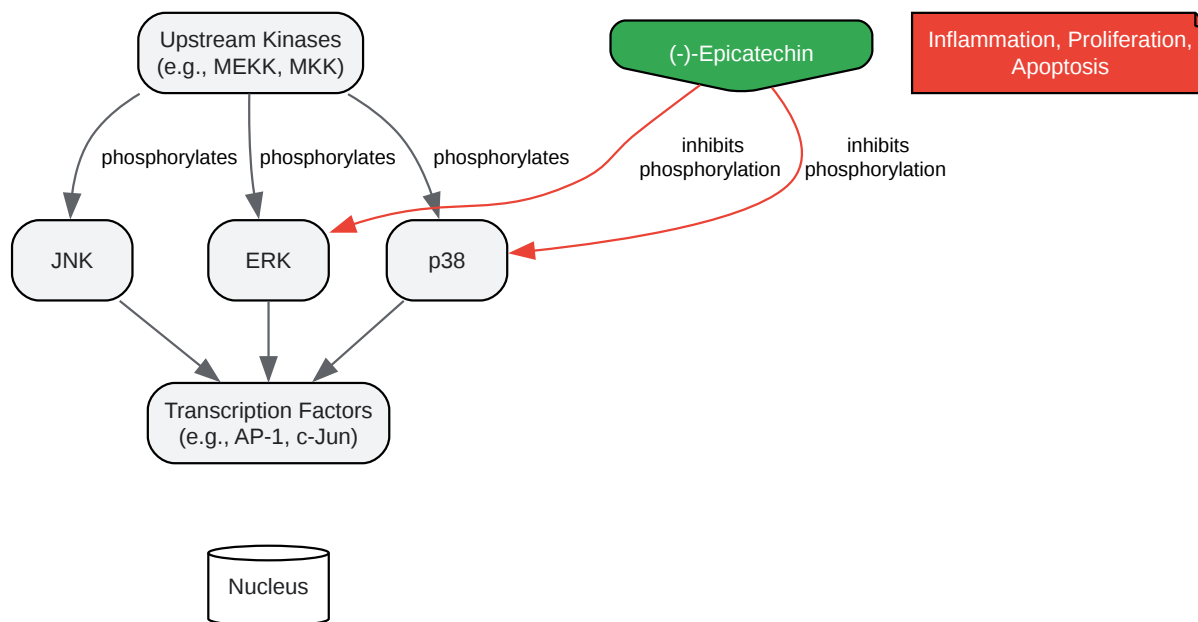 Upstream Kinases
(e.g., MEKK, MKK)
(-)-Epicatechin
Inflammation, Proliferation,
Apoptosis
phosphorylates
phosphorylates
phosphorylates
inhibits
phosphorylation
inhibits
phosphorylation
JNK
ERK
p38
Transcription Factors
(e.g., AP-1, c-Jun)
Nucleus